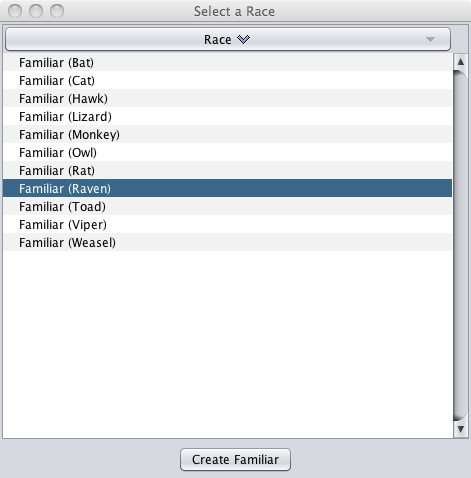 Select a Race
Race
Familiar (Bat)
Familiar (Cat)
Familiar (Hawk)
Familiar (Lizard)
Familiar (Monkey)
Familiar (Owl)
Familiar (Rat)
Familiar (Raven)
Familiar (Toad)
Familiar (Viper)
Familiar (Weasel)
Create Familiar